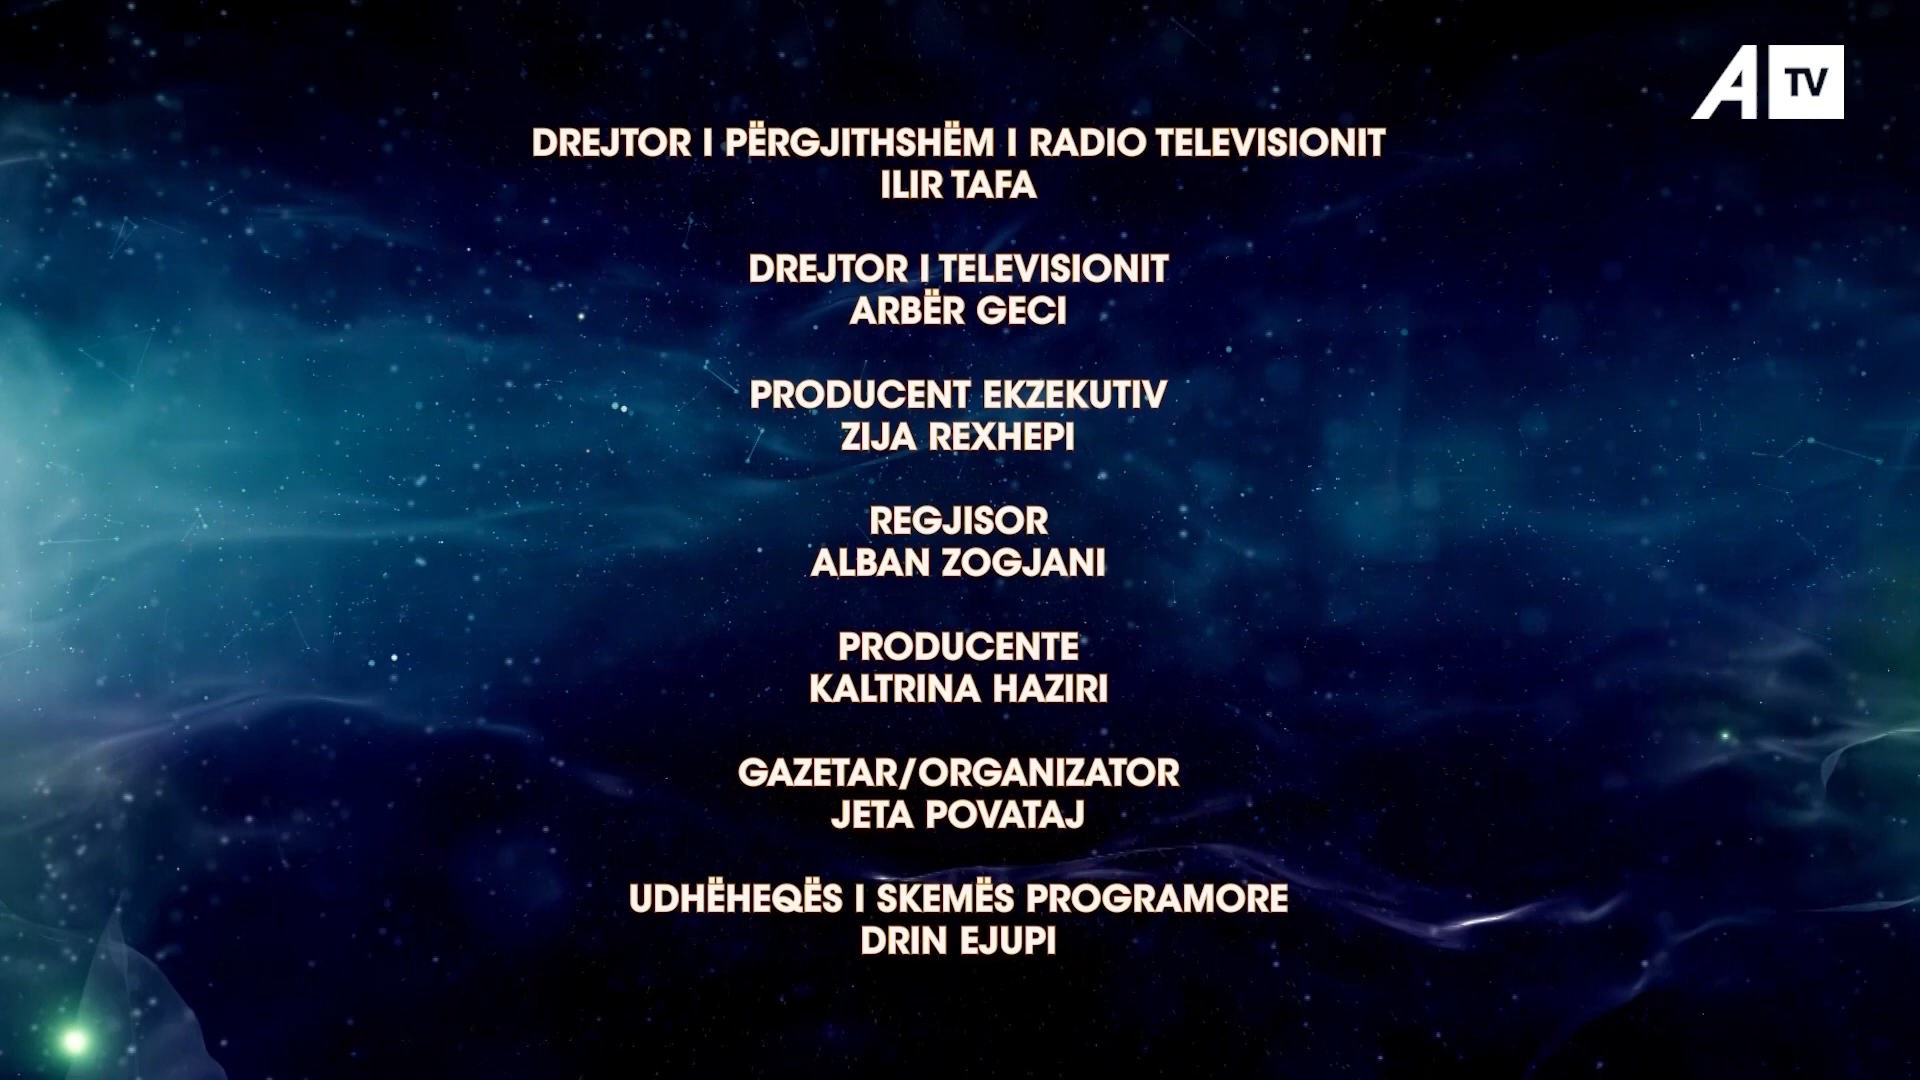 A TV
DREJTOR I PËRGJITHSHËM I RADIO TELEVISIONIT
ILIR TAFA
DREJTOR I TELEVISIONIT
ARBËR GECI
PRODUCENT EKZEKUTIV
ZIJA REXHEPI
REGJISOR
ALBAN ZOGJANI
PRODUCENTE
KALTRINA HAZIRI
GAZETAR/ORGANIZATOR
JETA POVATAJ
UDHËHEQËS I SKEMËS PROGRAMORE
DRIN EJUPI